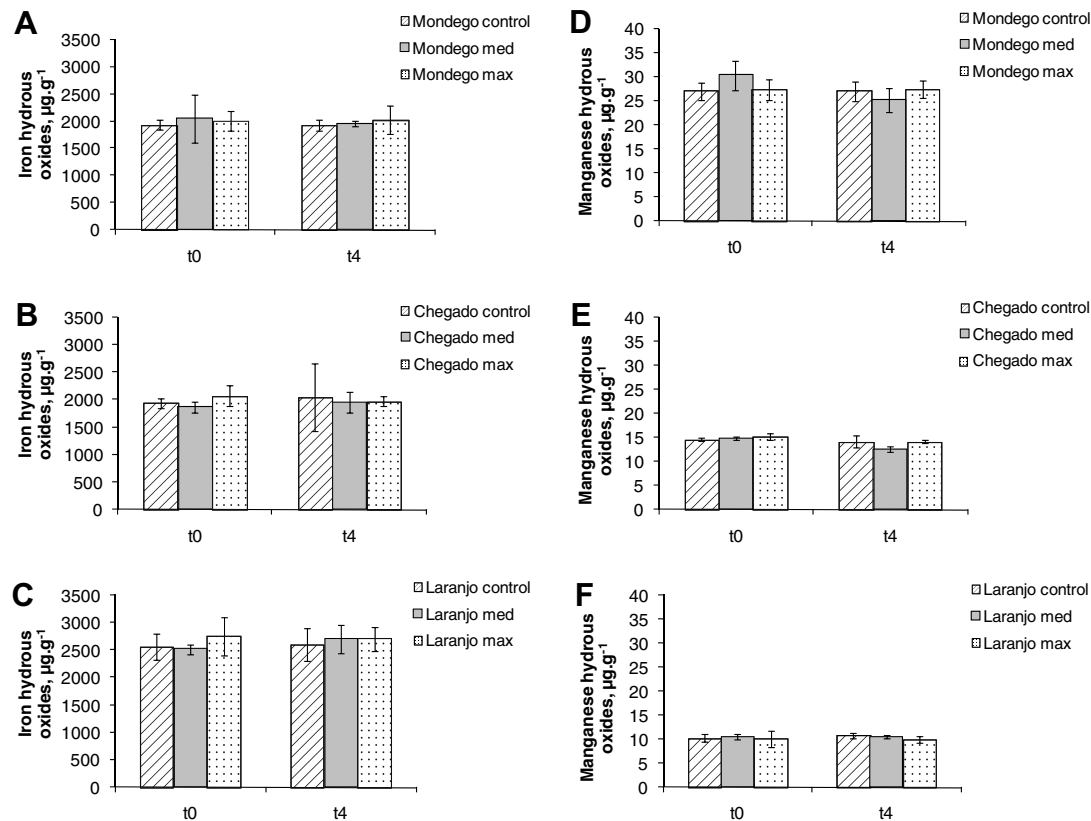 A
Iron hydrous
oxides, µg.g-1
3500
3000
2500
2000
1500
1000
500
0
t0
t4
Mondego control
Mondego med
Mondego max
D
Manganese hydrous
oxides, µg.g-1
40
35
30
25
20
15
10
5
0
t0
t4
Mondego control
Mondego med
Mondego max
B
Iron hydrous
oxides, µg.g-1
3500
3000
2500
2000
1500
1000
500
0
t0
t4
Chegado control
Chegado med
Chegado max
E
Manganese hydrous
oxides, µg.g-1
40
35
30
25
20
15
10
5
0
t0
t4
Chegado control
Chegado med
Chegado max
C
Iron hydrous
oxides, µg.g-1
3500
3000
2500
2000
1500
1000
500
0
t0
t4
Laranjo control
Laranjo med
Laranjo max
F
Manganese hydrous
oxides, µg.g-1
40
35
30
25
20
15
10
5
0
t0
t4
Laranjo control
Laranjo med
Laranjo max